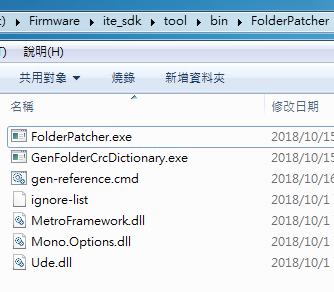 Firmware ▸ ite_sdk ▸ tool ▸ bin ▸ FolderPatcher
說明(H)
共用對象 ▾ 燒錄 新增資料夾
名稱 修改日期
FolderPatcher.exe 2018/10/15
GenFolderCrcDictionary.exe 2018/10/15
gen-reference.cmd 2018/10/16
ignore-list 2018/10/1
MetroFramework.dll 2018/10/1
Mono.Options.dll 2018/10/1
Ude.dll 2018/10/1